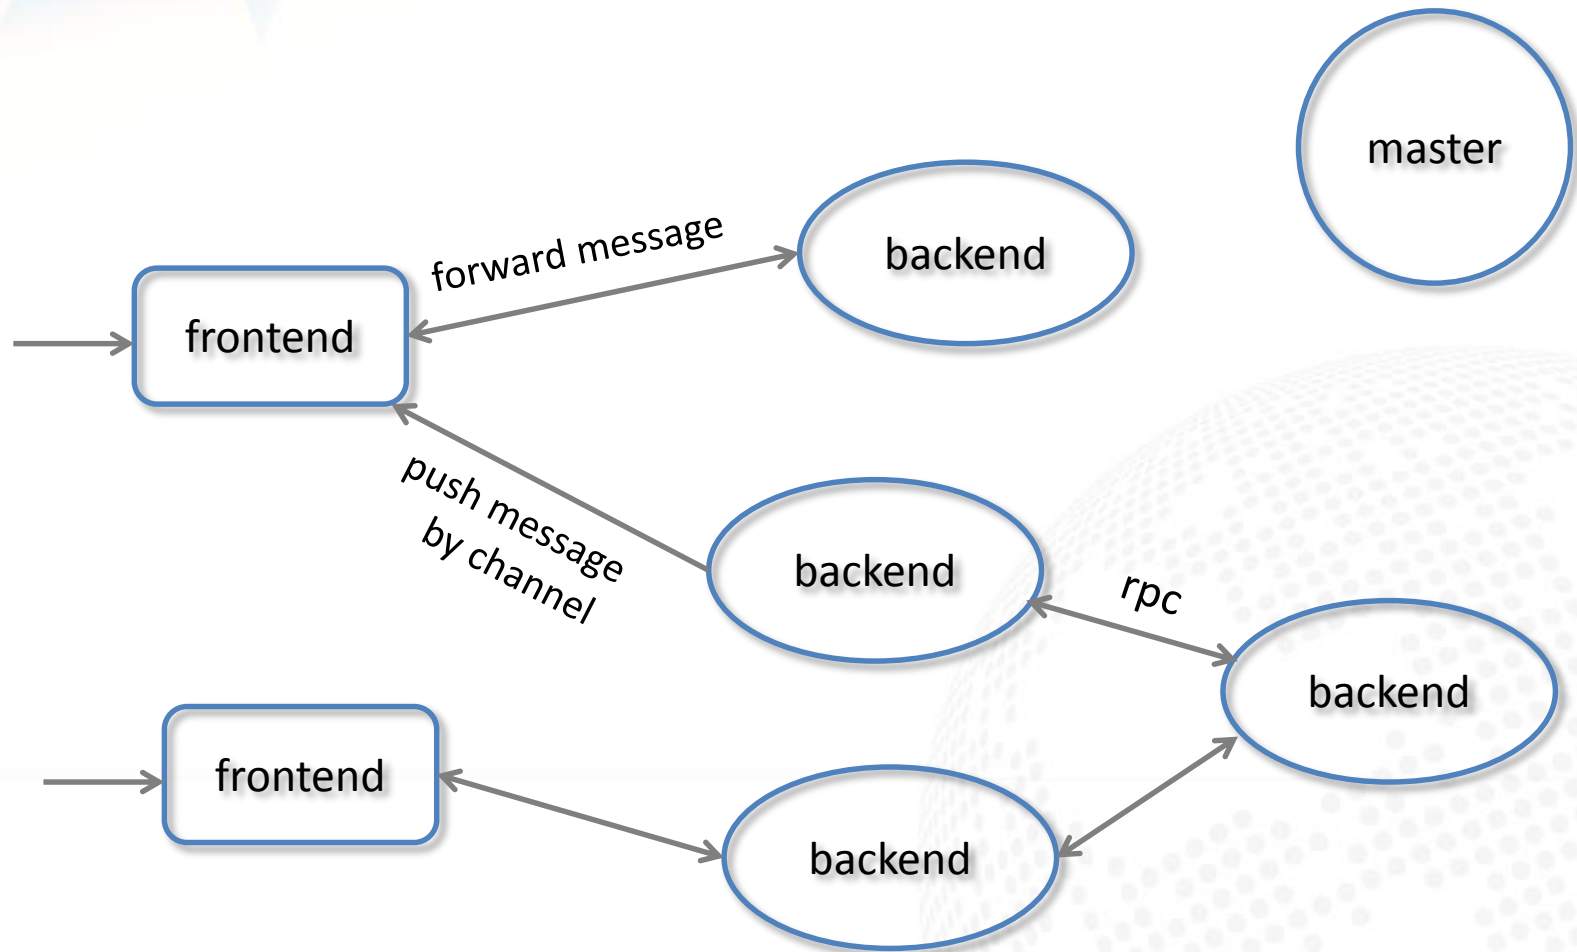 master
forward message
backend
frontend
push message
by channel
backend
rpc
backend
frontend
backend